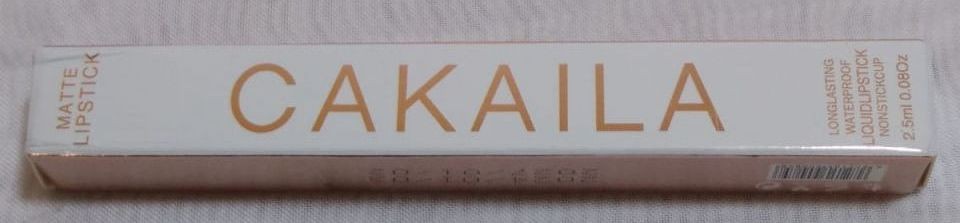 MATTE
LIPSTICK
CAKAILA
LONGLASTING
WATERPROOF
LIQUIDLIPSTICK
NONSTICKCUP
2.5ml 0.08Oz